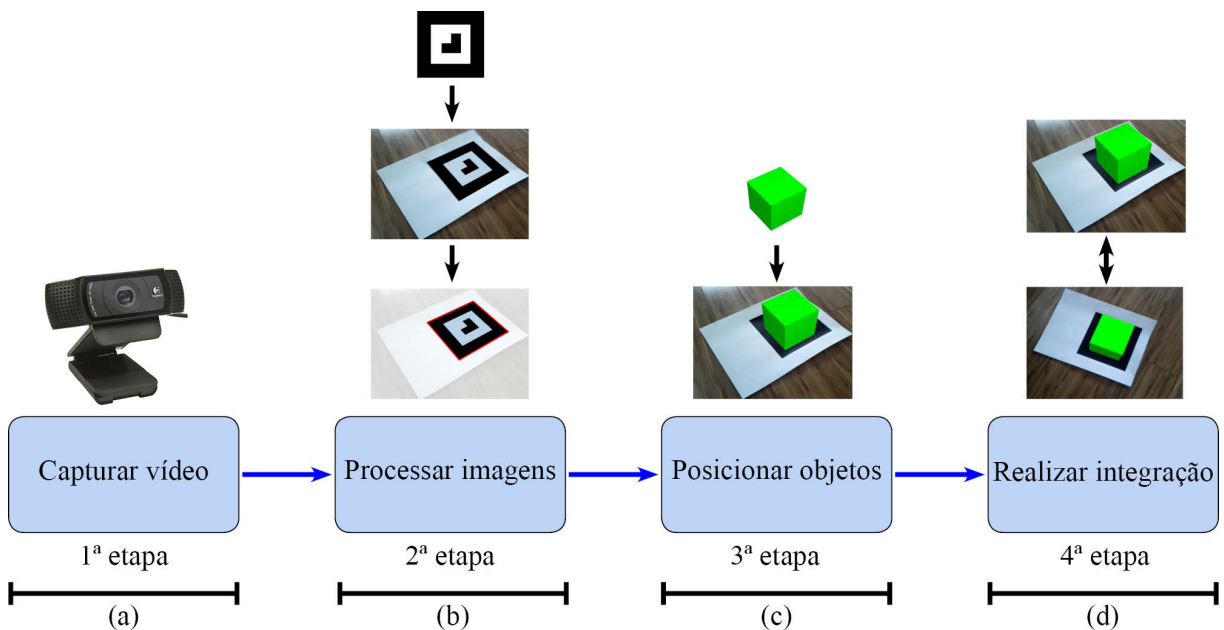 Capturar vídeo
Processar imagens
Posicionar objetos
Realizar integração
1ª etapa
2ª etapa
3ª etapa
4ª etapa
(a)
(b)
(c)
(d)